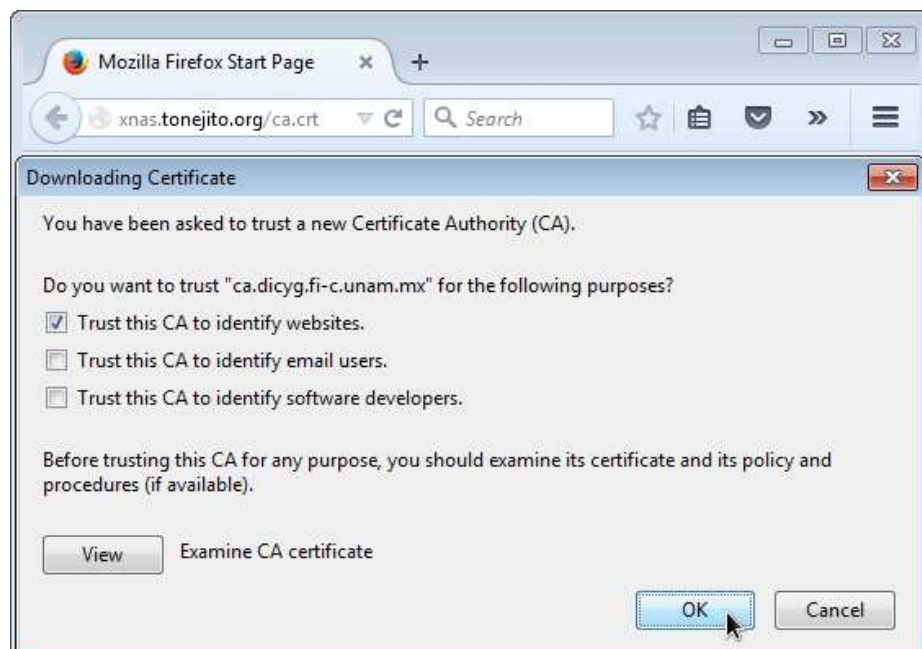 Mozilla Firefox Start Page
xnas.tonejito.org/ca.crt
Search
Downloading Certificate
You have been asked to trust a new Certificate Authority (CA).
Do you want to trust "ca.dicyg.fi-c.unam.mx" for the following purposes?
Trust this CA to identify websites.
Trust this CA to identify email users.
Trust this CA to identify software developers.
Before trusting this CA for any purpose, you should examine its certificate and its policy and
procedures (if available).
View Examine CA certificate
OK Cancel